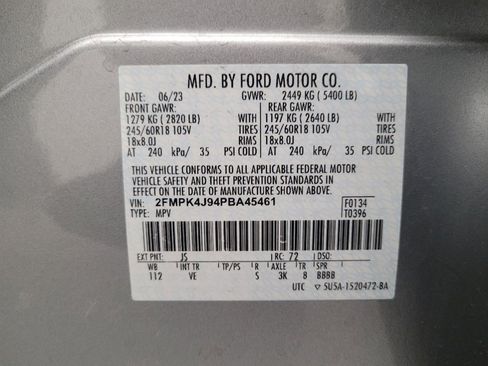 MFD. BY FORD MOTOR CO.
DATE: 06/23 GVWR: 2449 KG ( 5400 LB)
FRONT GAWR: REAR GAWR:
1279 KG ( 2820 LB) WITH 1197 KG ( 2640 LB) WITH
245/60R18 105V TIRES 245/60R18 105V TIRES
18x8.0J RIMS 18x8.0J RIMS
AT 240 kPa/ 35 PSI COLD AT 240 kPa/ 35 PSI COLD
THIS VEHICLE CONFORMS TO ALL APPLICABLE FEDERAL MOTOR
VEHICLE SAFETY AND THEFT PREVENTION STANDARDS IN
EFFECT ON THE DATE OF MANUFACTURE SHOWN ABOVE.
VIN: 2FMPK4J94PBA45461 F0134
TYPE: MPV T0396
EXT PNT: JS RC: 72 DSO:
WB INT TR TP/PS R AXLE TR SPR
112 VE S 3K 8 BBBB
UTC ▽ 5U5A-1520472-BA